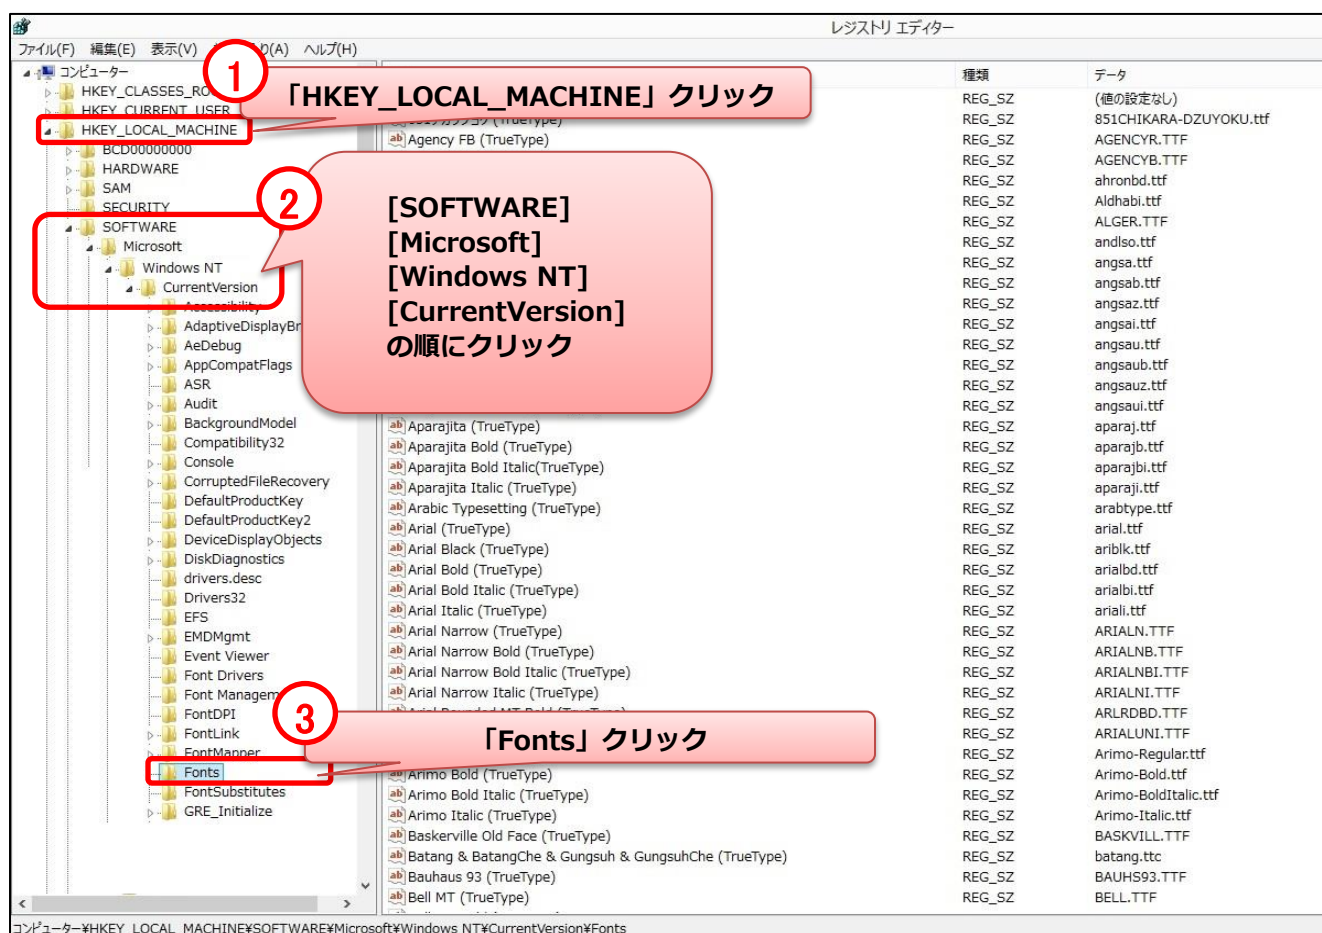 レジストリ エディター
ファイル(F) 編集(E) 表示(V) り(A) ヘルプ(H)
コンピューター
HKEY_CLASSES_RO
HKEY_CURRENT_USER
HKEY_LOCAL_MACHINE
BCD00000000
HARDWARE
SAM
SECURITY
SOFTWARE
Microsoft
Windows NT
CurrentVersion
Accessibility
AdaptiveDisplayBr
AeDebug
AppCompatFlags
ASR
Audit
BackgroundModel
Compatibility32
Console
CorruptedFileRecovery
DefaultProductKey
DefaultProductKey2
DeviceDisplayObjects
DiskDiagnostics
drivers.desc
Drivers32
EFS
EMDMgmt
Event Viewer
Font Drivers
Font Managem
FontDPI
FontLink
FontMapper
Fonts
FontSubstitutes
GRE_Initialize
1
「HKEY_LOCAL_MACHINE」クリック
2
[SOFTWARE]
[Microsoft]
[Windows NT]
[CurrentVersion]
の順にクリック
3
「Fonts」クリック
種類 データ
REG_SZ (値の設定なし)
REG_SZ 851CHIKARA-DZUYOKU.ttf
Agency FB (TrueType) REG_SZ AGENCYR.TTF
REG_SZ AGENCYB.TTF
REG_SZ ahronbd.ttf
REG_SZ Aldhabi.ttf
REG_SZ ALGER.TTF
REG_SZ andlso.ttf
REG_SZ angsa.ttf
REG_SZ angsab.ttf
REG_SZ angsaz.ttf
REG_SZ angsai.ttf
REG_SZ angsau.ttf
REG_SZ angsaub.ttf
REG_SZ angsauz.ttf
REG_SZ angsaui.ttf
Aparajita (TrueType) REG_SZ aparaj.ttf
Aparajita Bold (TrueType) REG_SZ aparajb.ttf
Aparajita Bold Italic(TrueType) REG_SZ aparajbi.ttf
Aparajita Italic (TrueType) REG_SZ aparaji.ttf
Arabic Typesetting (TrueType) REG_SZ arabtype.ttf
Arial (TrueType) REG_SZ arial.ttf
Arial Black (TrueType) REG_SZ ariblk.ttf
Arial Bold (TrueType) REG_SZ arialbd.ttf
Arial Bold Italic (TrueType) REG_SZ arialbi.ttf
Arial Italic (TrueType) REG_SZ ariali.ttf
Arial Narrow (TrueType) REG_SZ ARIALN.TTF
Arial Narrow Bold (TrueType) REG_SZ ARIALNB.TTF
Arial Narrow Bold Italic (TrueType) REG_SZ ARIALNBI.TTF
Arial Narrow Italic (TrueType) REG_SZ ARIALNI.TTF
Arial Rounded MT Bold (TrueType) REG_SZ ARLRDBD.TTF
REG_SZ ARIALUNI.TTF
REG_SZ Arimo-Regular.ttf
Arimo Bold (TrueType) REG_SZ Arimo-Bold.ttf
Arimo Bold Italic (TrueType) REG_SZ Arimo-BoldItalic.ttf
Arimo Italic (TrueType) REG_SZ Arimo-Italic.ttf
Baskerville Old Face (TrueType) REG_SZ BASKVILL.TTF
Batang & BatangChe & Gungsuh & GungsuhChe (TrueType) REG_SZ batang.ttc
Bauhaus 93 (TrueType) REG_SZ BAUHS93.TTF
Bell MT (TrueType) REG_SZ BELL.TTF
コンピューター¥HKEY_LOCAL_MACHINE¥SOFTWARE¥Microsoft¥Windows NT¥CurrentVersion¥Fonts